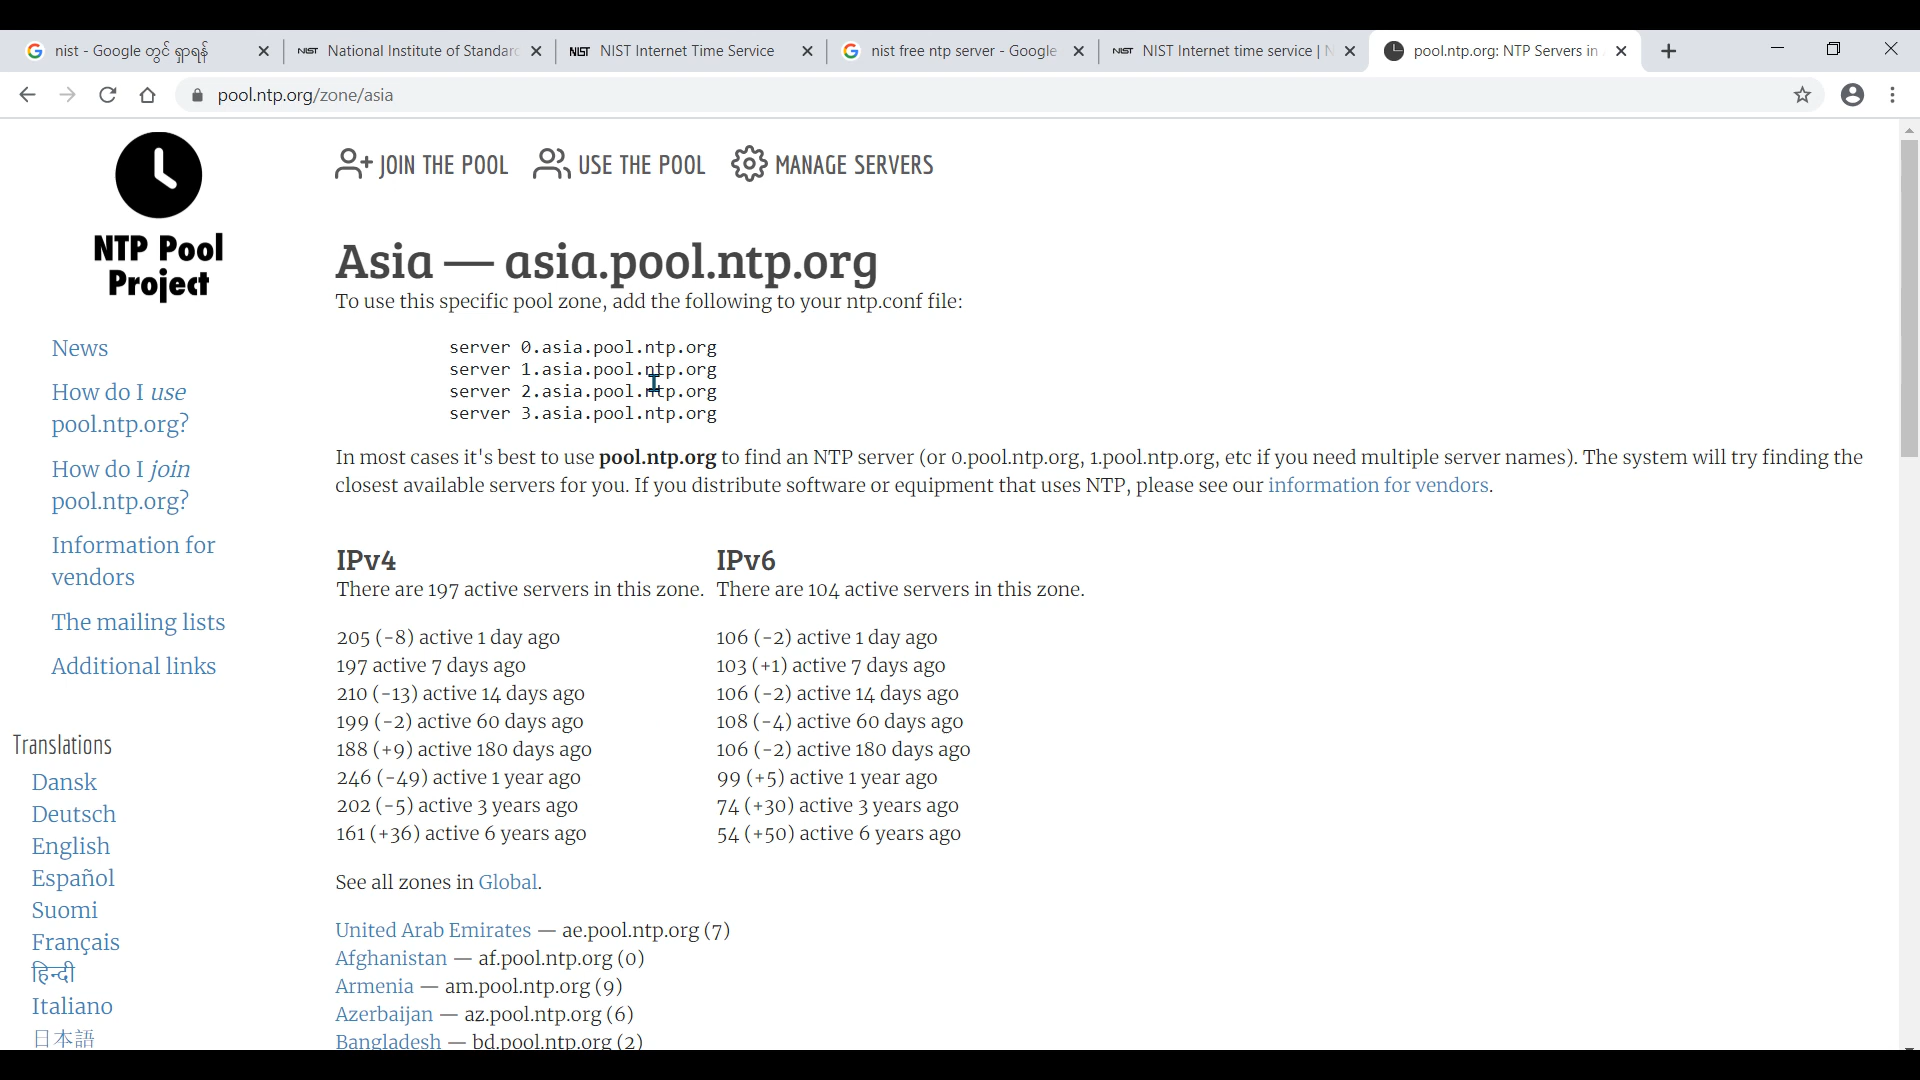 nist - Google တွင် ရှာရန်
NIST National Institute of Standarc
NIST NIST Internet Time Service
nist free ntp server - Google
NIST NIST Internet time service | N
pool.ntp.org: NTP Servers in
pool.ntp.org/zone/asia
NTP Pool
Project
JOIN THE POOL USE THE POOL MANAGE SERVERS
Asia — asia.pool.ntp.org
To use this specific pool zone, add the following to your ntp.conf file:
server 0.asia.pool.ntp.org
server 1.asia.pool.ntp.org
server 2.asia.pool.ntp.org
server 3.asia.pool.ntp.org
In most cases it's best to use pool.ntp.org to find an NTP server (or 0.pool.ntp.org, 1.pool.ntp.org, etc if you need multiple server names). The system will try finding the
closest available servers for you. If you distribute software or equipment that uses NTP, please see our information for vendors.
IPv4
There are 197 active servers in this zone.
205 (-8) active 1 day ago
197 active 7 days ago
210 (-13) active 14 days ago
199 (-2) active 60 days ago
188 (+9) active 180 days ago
246 (-49) active 1 year ago
202 (-5) active 3 years ago
161 (+36) active 6 years ago
IPv6
There are 104 active servers in this zone.
106 (-2) active 1 day ago
103 (+1) active 7 days ago
106 (-2) active 14 days ago
108 (-4) active 60 days ago
106 (-2) active 180 days ago
99 (+5) active 1 year ago
74 (+30) active 3 years ago
54 (+50) active 6 years ago
See all zones in Global.
United Arab Emirates — ae.pool.ntp.org (7)
Afghanistan — af.pool.ntp.org (0)
Armenia — am.pool.ntp.org (9)
Azerbaijan — az.pool.ntp.org (6)
Bangladesh — bd.pool.ntp.org (2)
News
How do I use
pool.ntp.org?
How do I join
pool.ntp.org?
Information for
vendors
The mailing lists
Additional links
Translations
Dansk
Deutsch
English
Español
Suomi
Français
हिन्दी
Italiano
日本語